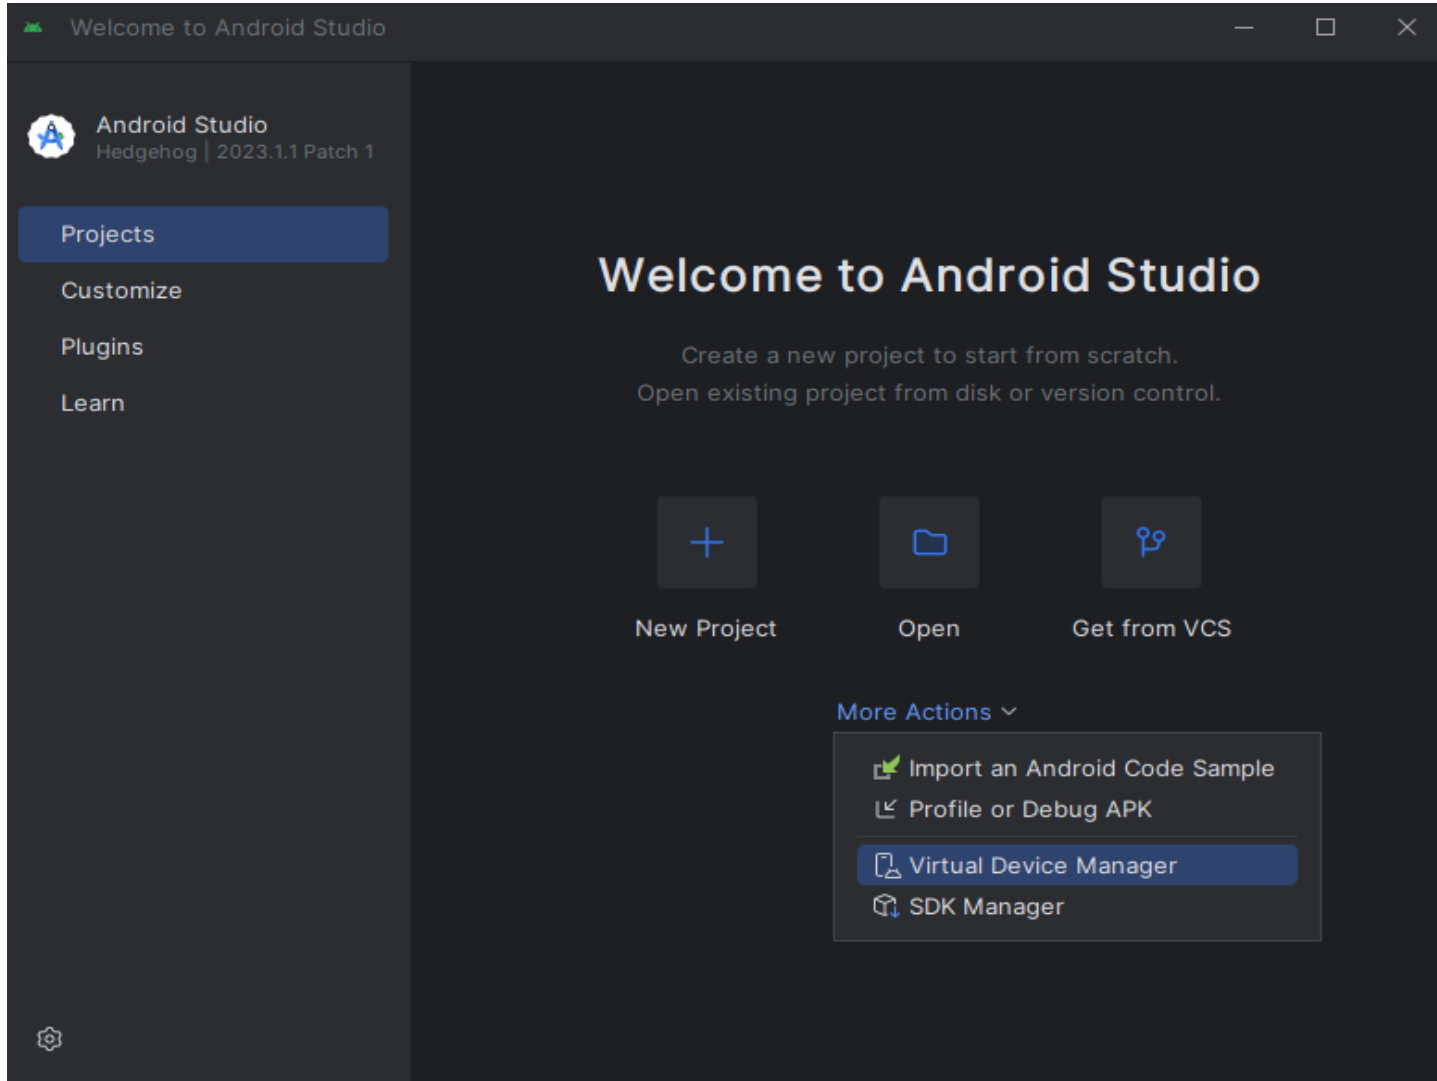 Welcome to Android Studio
Android Studio
Hedgehog | 2023.1.1 Patch 1
Projects
Customize
Plugins
Learn
Welcome to Android Studio
Create a new project to start from scratch.
Open existing project from disk or version control.
New Project
Open
Get from VCS
More Actions
Import an Android Code Sample
Profile or Debug APK
Virtual Device Manager
SDK Manager